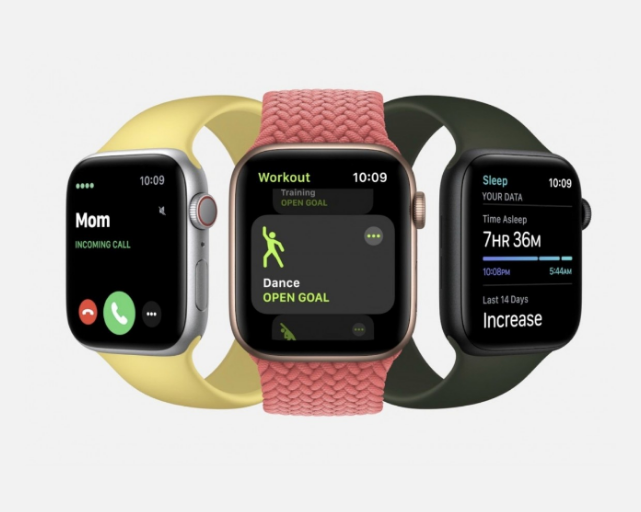 10:09
Mom
INCOMING CALL
Workout 10:09
Training
OPEN GOAL
Dance
OPEN GOAL
Sleep 10:09
YOUR DATA
Time Asleep
7HR 36M
10:08PM 5:44AM
Last 14 Days
Increase